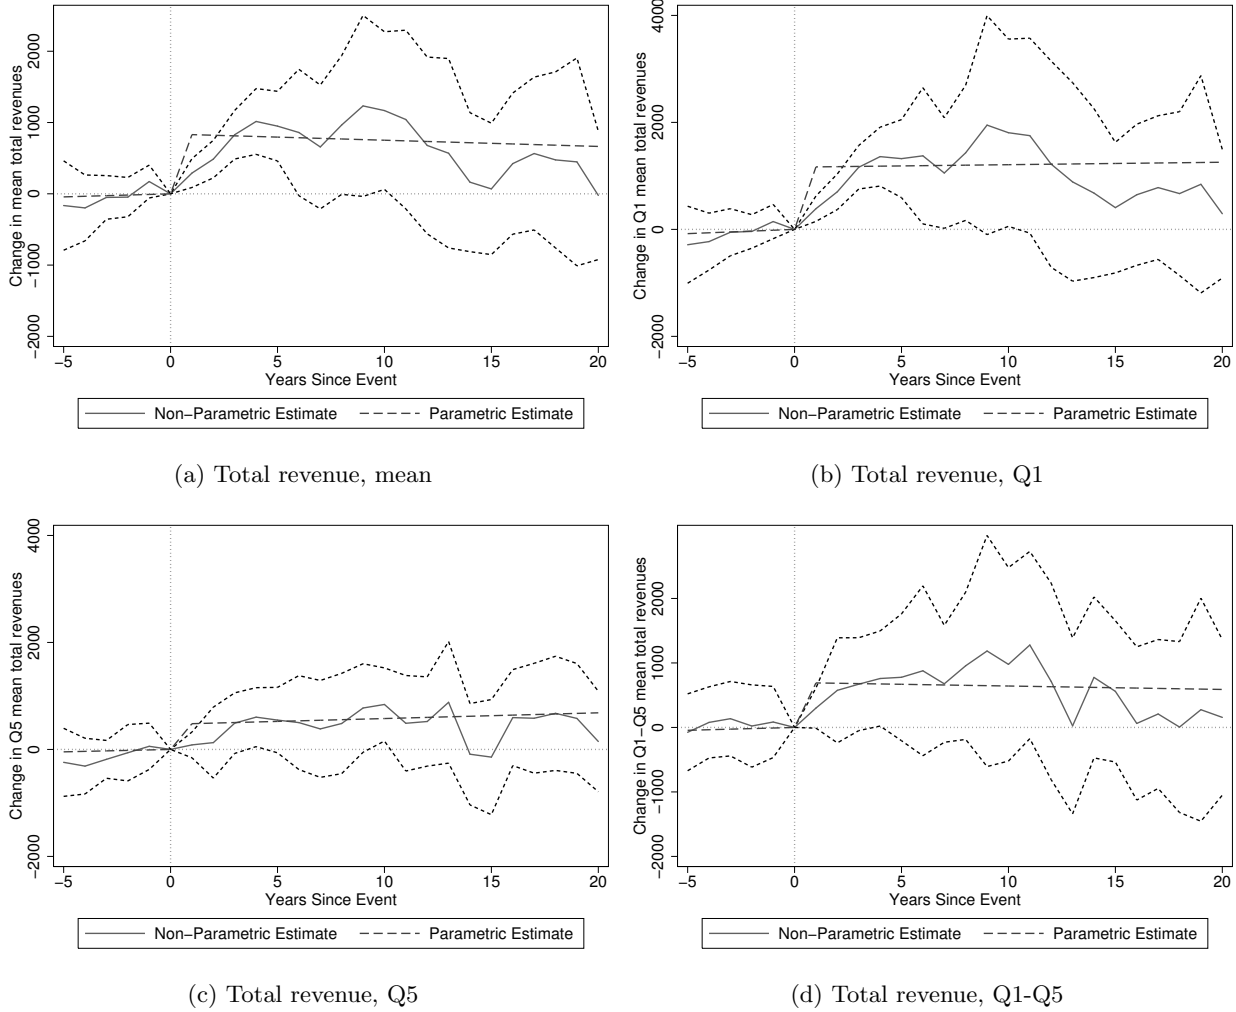 Change in mean total revenues
2000
1000
0
−1000
−2000
−5 0 5 10 15 20
Years Since Event
Non−Parametric Estimate Parametric Estimate
(a) Total revenue, mean
Change in Q1 mean total revenues
4000
2000
0
−2000
−5 0 5 10 15 20
Years Since Event
Non−Parametric Estimate Parametric Estimate
(b) Total revenue, Q1
Change in Q5 mean total revenues
4000
2000
0
−2000
−5 0 5 10 15 20
Years Since Event
Non−Parametric Estimate Parametric Estimate
(c) Total revenue, Q5
Change in Q1−Q5 mean total revenues
2000
1000
0
−1000
−2000
−5 0 5 10 15 20
Years Since Event
Non−Parametric Estimate Parametric Estimate
(d) Total revenue, Q1-Q5